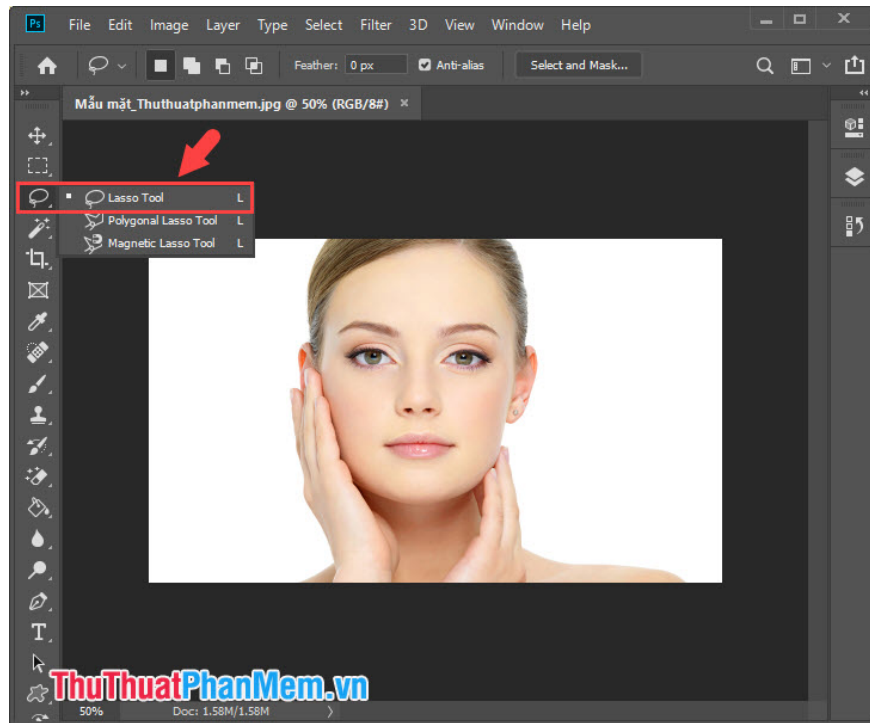 Ps File Edit Image Layer Type Select Filter 3D View Window Help
Feather: 0 px Anti-alias Select and Mask...
Mẫu mặt_Thuthuatphanmem.jpg @ 50% (RGB/8#) ×
Lasso Tool L
Polygonal Lasso Tool L
Magnetic Lasso Tool L
ThuThuatPhanMem.vn
50% Doc: 1.58M/1.58M